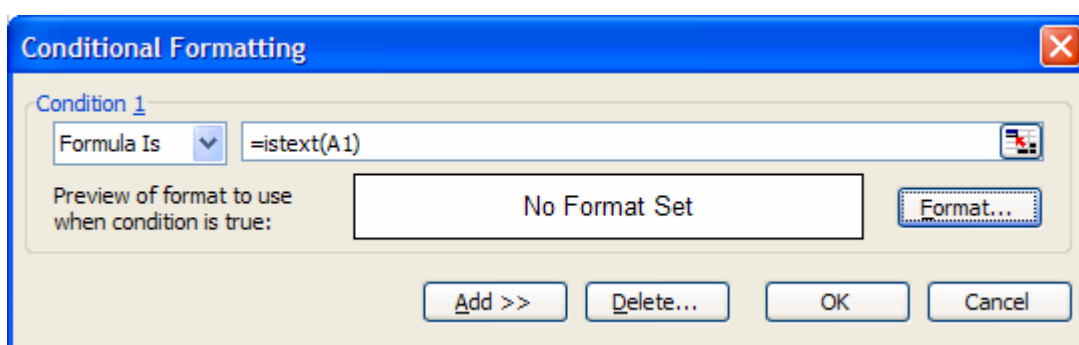 Conditional Formatting
Condition 1
Formula Is =istext(A1)
Preview of format to use
when condition is true:
No Format Set
Format...
Add >> Delete... OK Cancel